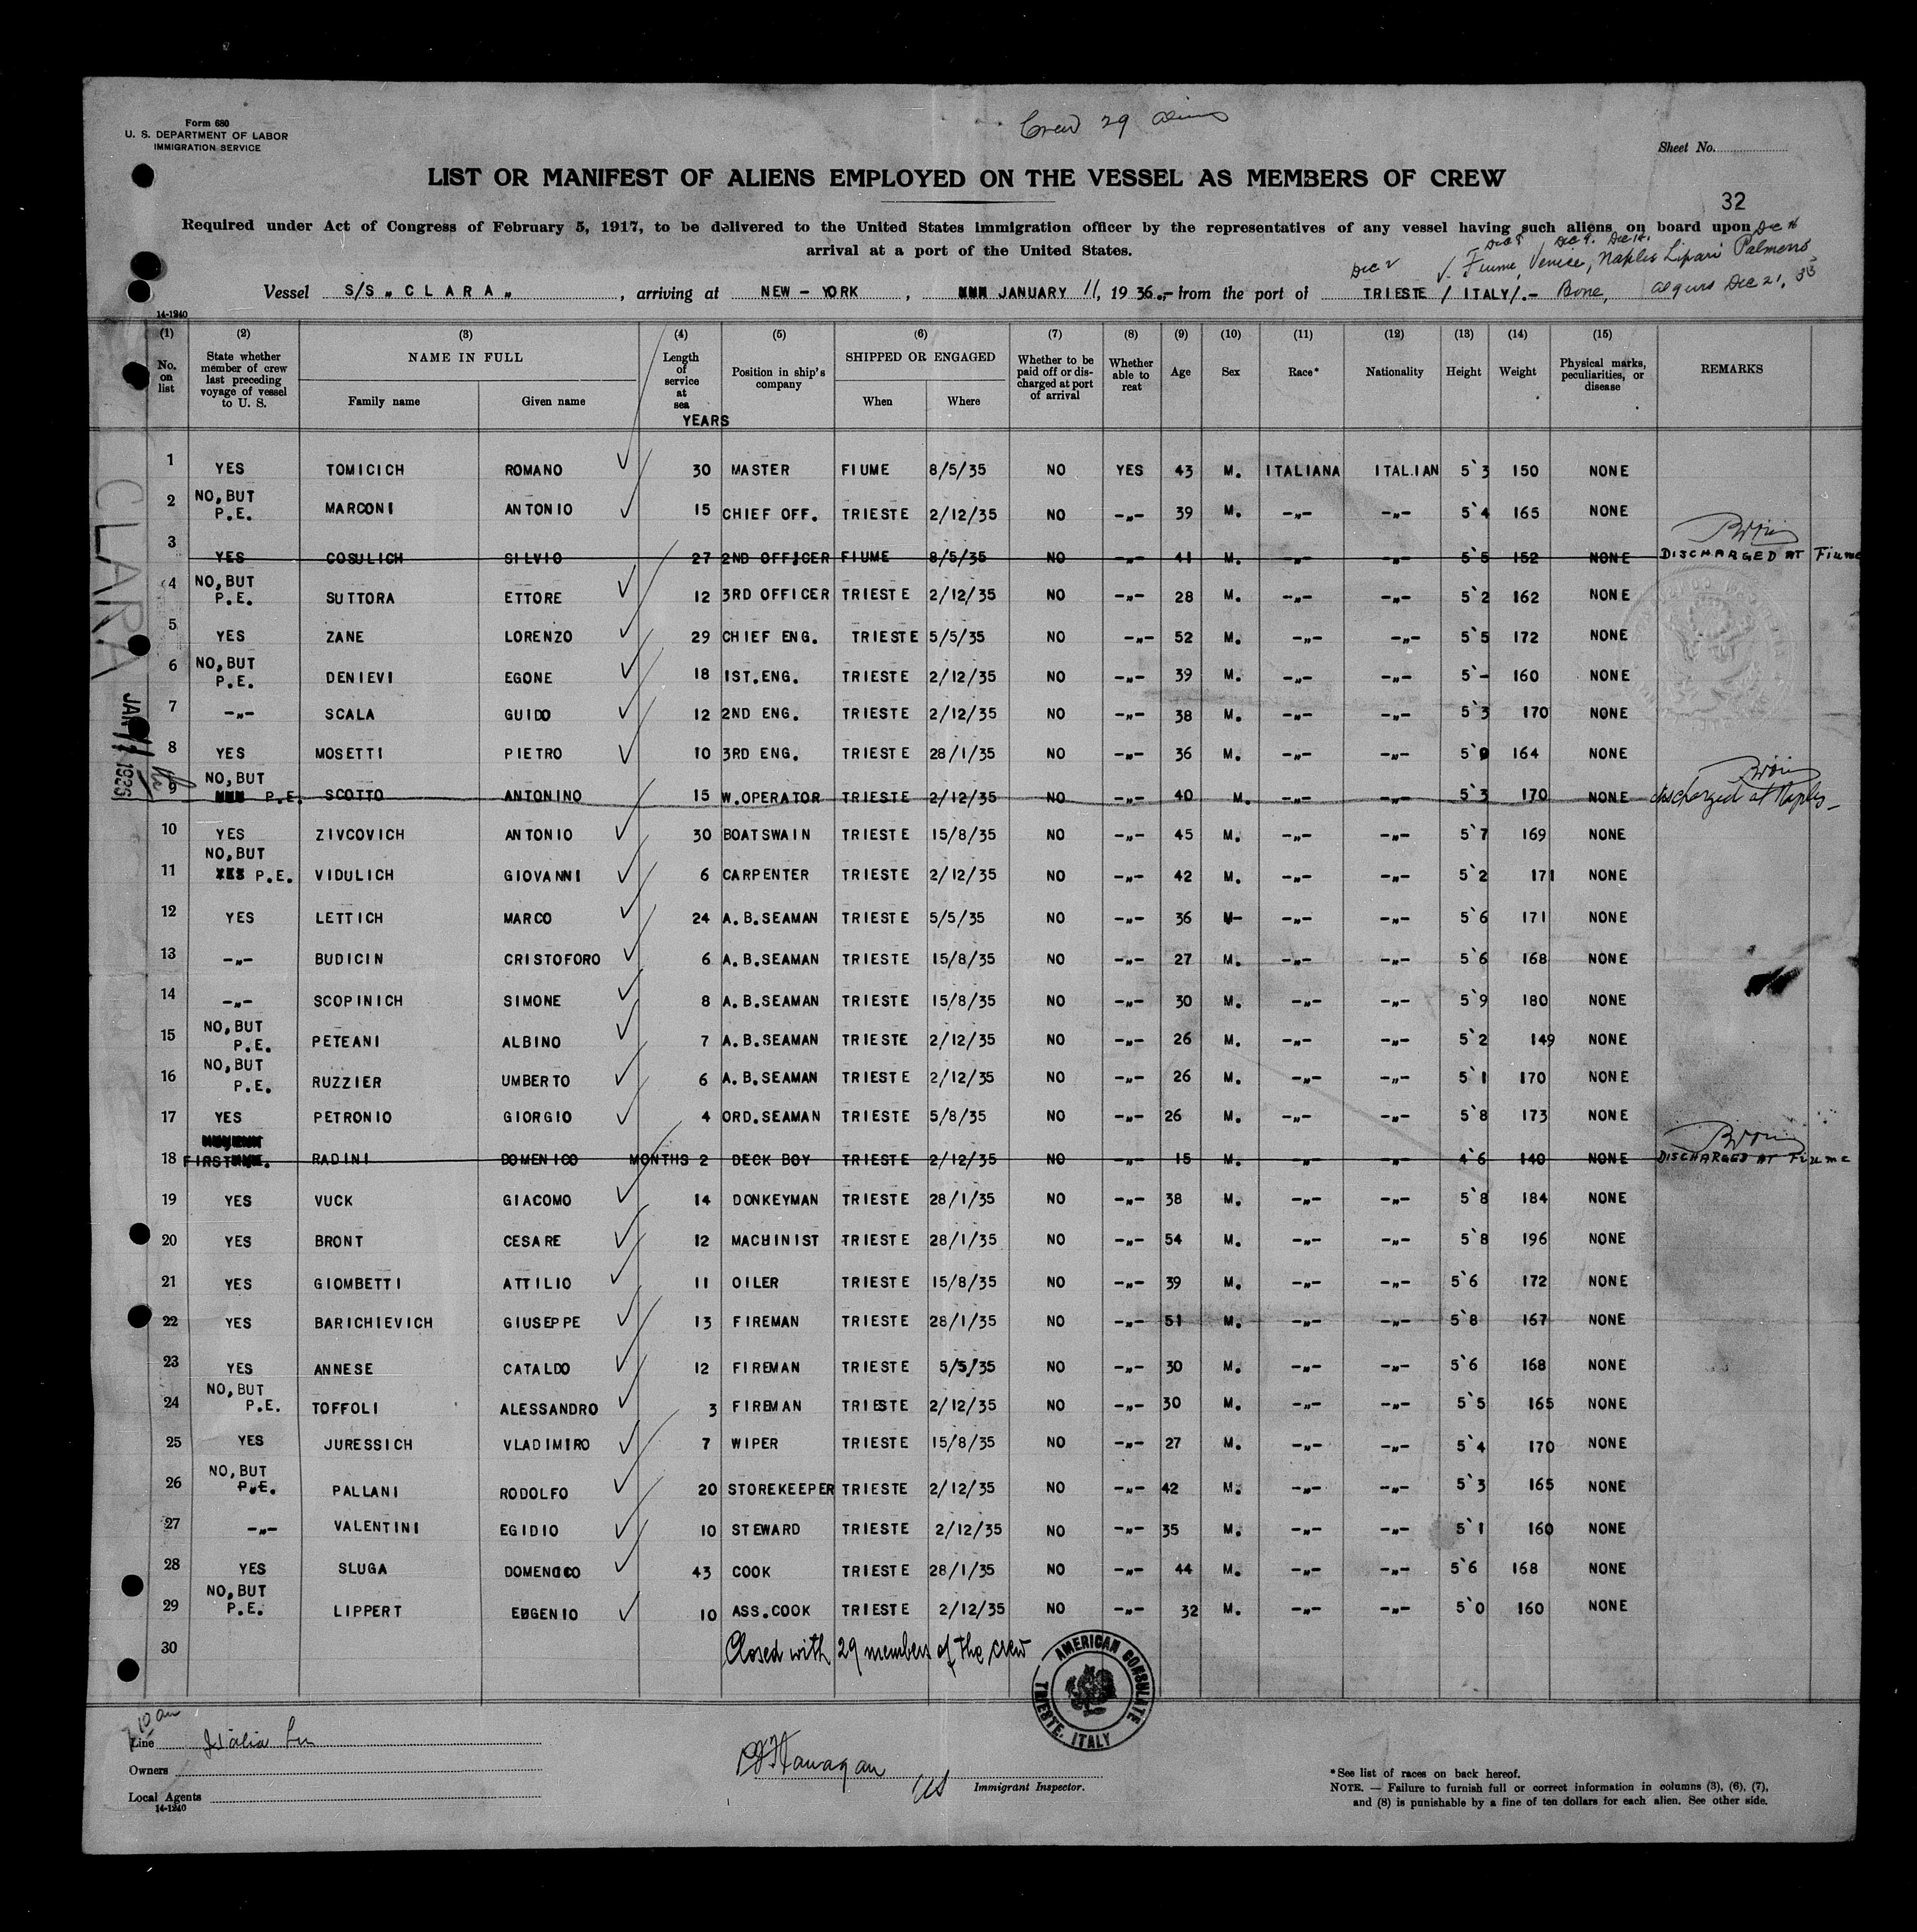 Crew 29 aliens
Form 680
U. S. DEPARTMENT OF LABOR
IMMIGRATION SERVICE
Sheet No.
LIST OR MANIFEST OF ALIENS EMPLOYED ON THE VESSEL AS MEMBERS OF CREW
32
Required under Act of Congress of February 5, 1917, to be delivered to the United States immigration officer by the representatives of any vessel having such aliens on board upon
arrival at a port of the United States.
Dec 2 Dec 9. Dec 14. Dec 16
Fiume, Venice, Naples Lipari Palermo
Vessel S/S „ C L A R A „ , arriving at NEW – YORK , JANUARY 11, 1936.– from the port of TRIESTE / ITALY/.– Bone, Dec 21, 35
14-1240
(1) (2) (3) (4) (5) (6) (7) (8) (9) (10) (11) (12) (13) (14) (15)
No. on list State whether member of crew last preceding voyage of vessel to U. S. NAME IN FULL Family name Given name Length of service at sea YEARS Position in ship's company SHIPPED OR ENGAGED When Where Whether to be paid off or discharged at port of arrival Whether able to reat Age Sex Race* Nationality Height Weight Physical marks, peculiarities, or disease REMARKS
1 YES TOMICICH ROMANO 30 MASTER FIUME 8/5/35 NO YES 43 M. ITALIANA ITAL.IAN 5`3 150 NONE
2 NO,BUT P.E. MARCONI ANTONIO 15 CHIEF OFF. TRIESTE 2/12/35 NO –„– 39 M. –„– –„– 5`4 165 NONE
3 YES COSULICH SILVIO 27 2ND OFFICER FIUME 8/5/35 NO –„– 41 M. –„– –„– 5`5 152 NONE DISCHARGED AT Fiume
4 NO,BUT P.E. SUTTORA ETTORE 12 3RD OFFICER TRIESTE 2/12/35 NO –„– 28 M. –„– –„– 5`2 162 NONE
5 YES ZANE LORENZO 29 CHIEF ENG. TRIESTE 5/5/35 NO –„– 52 M. –„– –„– 5`5 172 NONE
6 NO,BUT P.E. DENIEVI EGONE 18 IST.ENG. TRIESTE 2/12/35 NO –„– 39 M. –„– –„– 5`– 160 NONE
7 –„– SCALA GUIDO 12 2ND ENG. TRIESTE 2/12/35 NO –„– 38 M. –„– –„– 5`3 170 NONE
8 YES MOSETTI PIETRO 10 3RD ENG. TRIESTE 28/1/35 NO –„– 36 M. –„– –„– 164 NONE
9 NO,BUT P.E. SCOTTO ANTONINO 15 W.OPERATOR TRIESTE 2/12/35 NO –„– 40 M. –„– –„– 5`3 170 NONE discharged at Naples –
10 YES ZIVCOVICH ANTONIO 30 BOATSWAIN TRIESTE 15/8/35 NO –„– 45 M. –„– –„– 5`7 169 NONE
11 NO,BUT YES P.E. VIDULICH GIOVANNI 6 CARPENTER TRIESTE 2/12/35 NO –„– 42 M. –„– –„– 5`2 171 NONE
12 YES LETTICH MARCO 24 A.B.SEAMAN TRIESTE 5/5/35 NO –„– 36 M– –„– –„– 5`6 171 NONE
13 –„– BUDICIN CRISTOFORO 6 A.B.SEAMAN TRIESTE 15/8/35 NO –„– 27 M. –„– –„– 5`6 168 NONE
14 –„– SCOPINICH SIMONE 8 A.B.SEAMAN TRIESTE 15/8/35 NO –„– 30 M. –„– –„– 5`9 180 NONE
15 NO,BUT P.E. PETEANI ALBINO 7 A.B.SEAMAN TRIESTE 2/12/35 NO –„– 26 M. –„– –„– 5`2 149 NONE
16 NO,BUT P.E. RUZZIER UMBERTO 6 A.B.SEAMAN TRIESTE 2/12/35 NO –„– 26 M. –„– –„– 5`1 170 NONE
17 YES PETRONIO GIORGIO 4 ORD.SEAMAN TRIESTE 5/8/35 NO –„– 26 M. –„– –„– 5`8 173 NONE
18 FIRST RADINI DOMENICO MONTHS 2 DECK BOY TRIESTE 2/12/35 NO –„– 15 M. –„– –„– 4`6 140 NONE DISCHARGED AT Fiume
19 YES VUCK GIACOMO 14 DONKEYMAN TRIESTE 28/1/35 NO –„– 38 M. –„– –„– 5`8 184 NONE
20 YES BRONT CESARE 12 MACHINIST TRIESTE 28/1/35 NO –„– 54 M. –„– –„– 5`8 196 NONE
21 YES GIOMBETTI ATTILIO 11 OILER TRIESTE 15/8/35 NO –„– 39 M. –„– –„– 5`6 172 NONE
22 YES BARICHIEVICH GIUSEPPE 13 FIREMAN TRIESTE 28/1/35 NO –„– 51 M. –„– –„– 5`8 167 NONE
23 YES ANNESE CATALDO 12 FIREMAN TRIESTE 5/5/35 NO –„– 30 M. –„– –„– 5`6 168 NONE
24 NO,BUT P.E. TOFFOLI ALESSANDRO 3 FIREMAN TRIESTE 2/12/35 NO –„– 30 M. –„– –„– 5`5 165 NONE
25 YES JURESSICH VLADIMIRO 7 WIPER TRIESTE 15/8/35 NO –„– 27 M. –„– –„– 5`4 170 NONE
26 NO,BUT P.E. PALLANI RODOLFO 20 STOREKEEPER TRIESTE 2/12/35 NO –„– 42 M. –„– –„– 5`3 165 NONE
27 –„– VALENTINI EGIDIO 10 STEWARD TRIESTE 2/12/35 NO –„– 35 M. –„– –„– 5`1 160 NONE
28 YES SLUGA DOMENICO 43 COOK TRIESTE 28/1/35 NO –„– 44 M. –„– –„– 5`6 168 NONE
29 NO,BUT P.E. LIPPERT EUGENIO 10 ASS.COOK TRIESTE 2/12/35 NO –„– 32 M. –„– –„– 5`0 160 NONE
30 Closed with 29 members of the crew
CLARA
JAN 11 1936
AMERICAN CONSULATE
TRIESTE, ITALY
10 am
Line Italia Line
Owners
Local Agents
14-1240
Immigrant Inspector.
*See list of races on back hereof.
NOTE. — Failure to furnish full or correct information in columns (3), (6), (7),
and (8) is punishable by a fine of ten dollars for each alien. See other side.